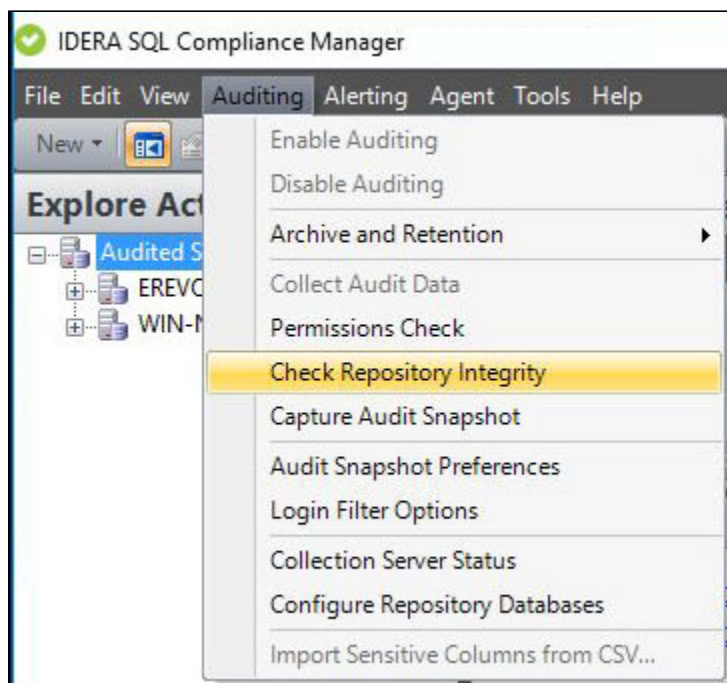 IDERA SQL Compliance Manager
File Edit View Auditing Alerting Agent Tools Help
New
Explore Act
Audited S
EREVO
WIN-N
Enable Auditing
Disable Auditing
Archive and Retention
Collect Audit Data
Permissions Check
Check Repository Integrity
Capture Audit Snapshot
Audit Snapshot Preferences
Login Filter Options
Collection Server Status
Configure Repository Databases
Import Sensitive Columns from CSV...